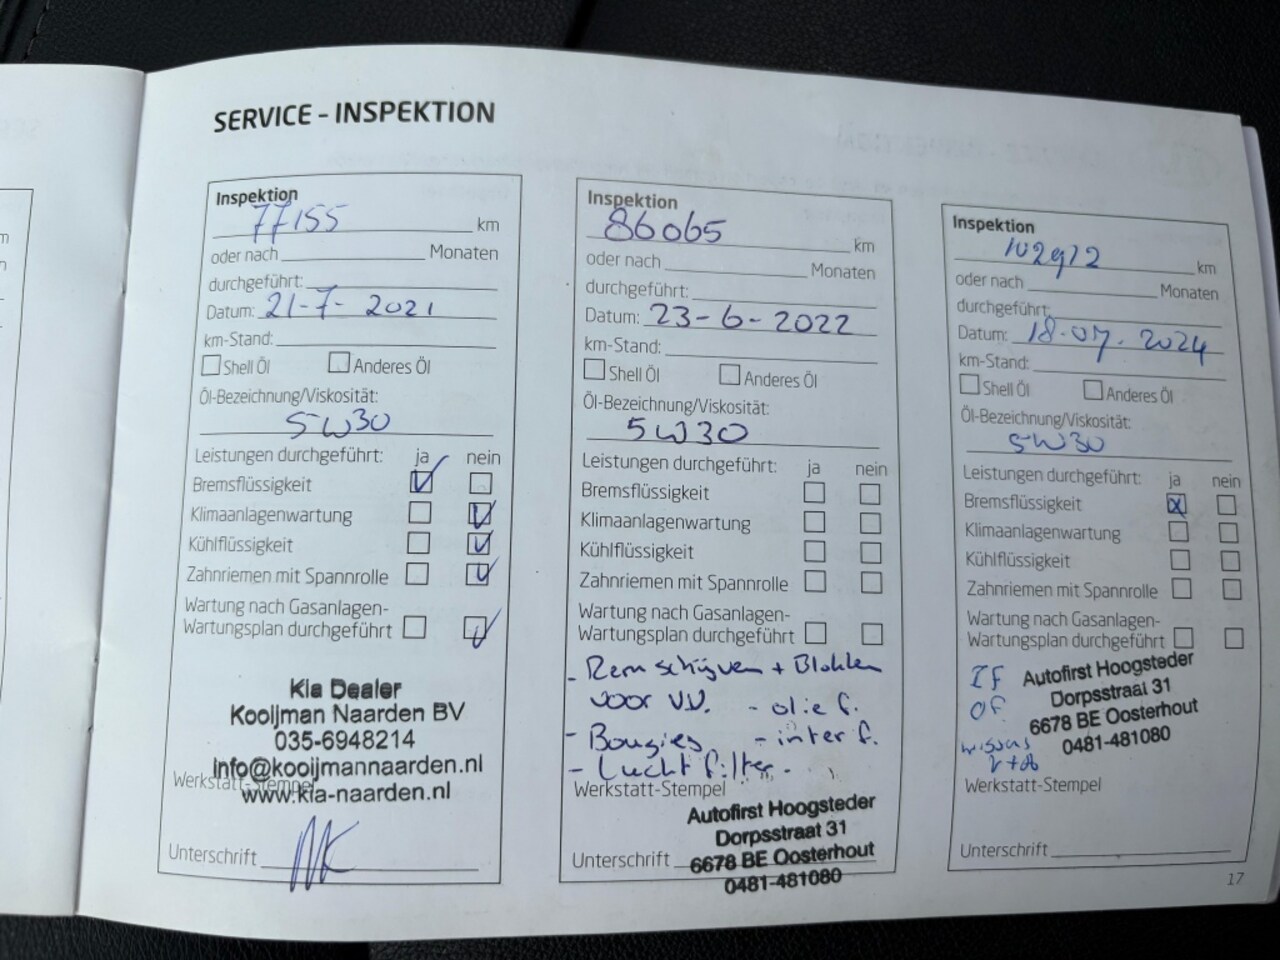 SERVICE - INSPEKTION
Inspektion
77155 km
oder nach Monaten
durchgeführt:
Datum: 21-7-2021
km-Stand:
Shell Öl Anderes Öl
Öl-Bezeichnung/Viskosität:
5W30
Leistungen durchgeführt: ja nein
Bremsflüssigkeit
Klimaanlagenwartung
Kühlflüssigkeit
Zahnriemen mit Spannrolle
Wartung nach Gasanlagen-
Wartungsplan durchgeführt
Kia Dealer
Kooijman Naarden BV
035-6948214
info@kooijmannaarden.nl
Werkstatt-Stempel
www.kia-naarden.nl
Unterschrift
Inspektion
86065 km
oder nach Monaten
durchgeführt:
Datum: 23-6-2022
km-Stand:
Shell Öl Anderes Öl
Öl-Bezeichnung/Viskosität:
5W30
Leistungen durchgeführt: ja nein
Bremsflüssigkeit
Klimaanlagenwartung
Kühlflüssigkeit
Zahnriemen mit Spannrolle
Wartung nach Gasanlagen-
Wartungsplan durchgeführt
- Remschijven + Blokken
voor V.V. - olie f.
- Bougies - inter f.
- Lucht filter -
Werkstatt-Stempel
Autofirst Hoogsteder
Dorpsstraat 31
Unterschrift 6678 BE Oosterhout
0481-481080
Inspektion
102972 km
oder nach Monaten
durchgeführt:
Datum: 18-07-2024
km-Stand:
Shell Öl Anderes Öl
Öl-Bezeichnung/Viskosität:
5W30
Leistungen durchgeführt: ja nein
Bremsflüssigkeit
Klimaanlagenwartung
Kühlflüssigkeit
Zahnriemen mit Spannrolle
Wartung nach Gasanlagen-
Wartungsplan durchgeführt
IF Autofirst Hoogsteder
OF Dorpsstraat 31
6678 BE Oosterhout
0481-481080
Werkstatt-Stempel
Unterschrift
17